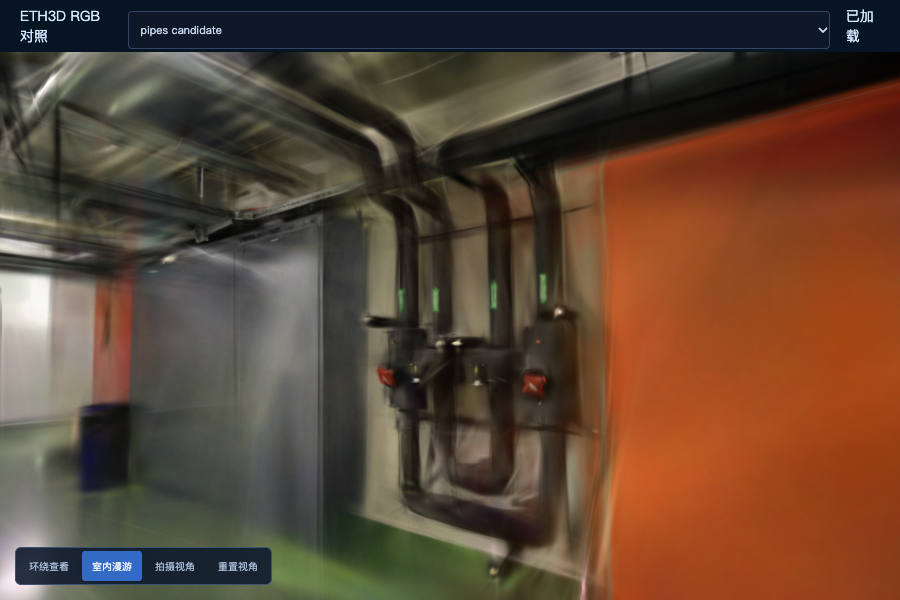 ETH3D RGB
对照
pipes candidate
已加
载
环绕查看
室内漫游
拍摄视角
重置视角